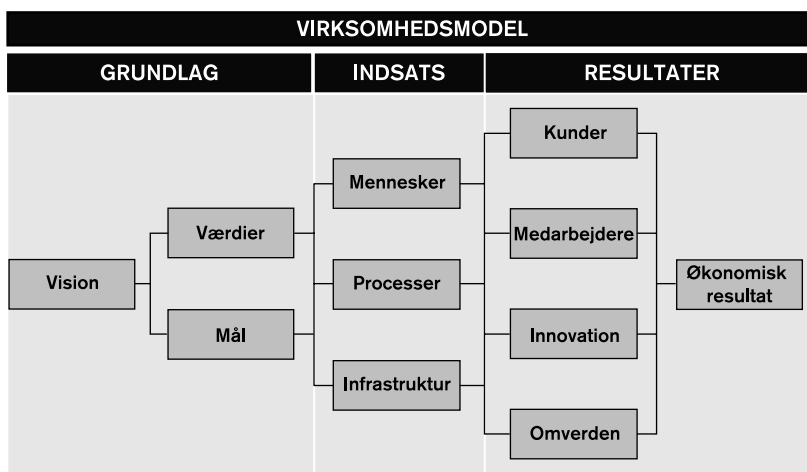 VIRKSOMHEDSMODEL
GRUNDLAG
INDSATS
RESULTATER
Vision
Værdier
Mål
Mennesker
Processer
Infrastruktur
Kunder
Medarbejdere
Innovation
Omverden
Økonomisk
resultat